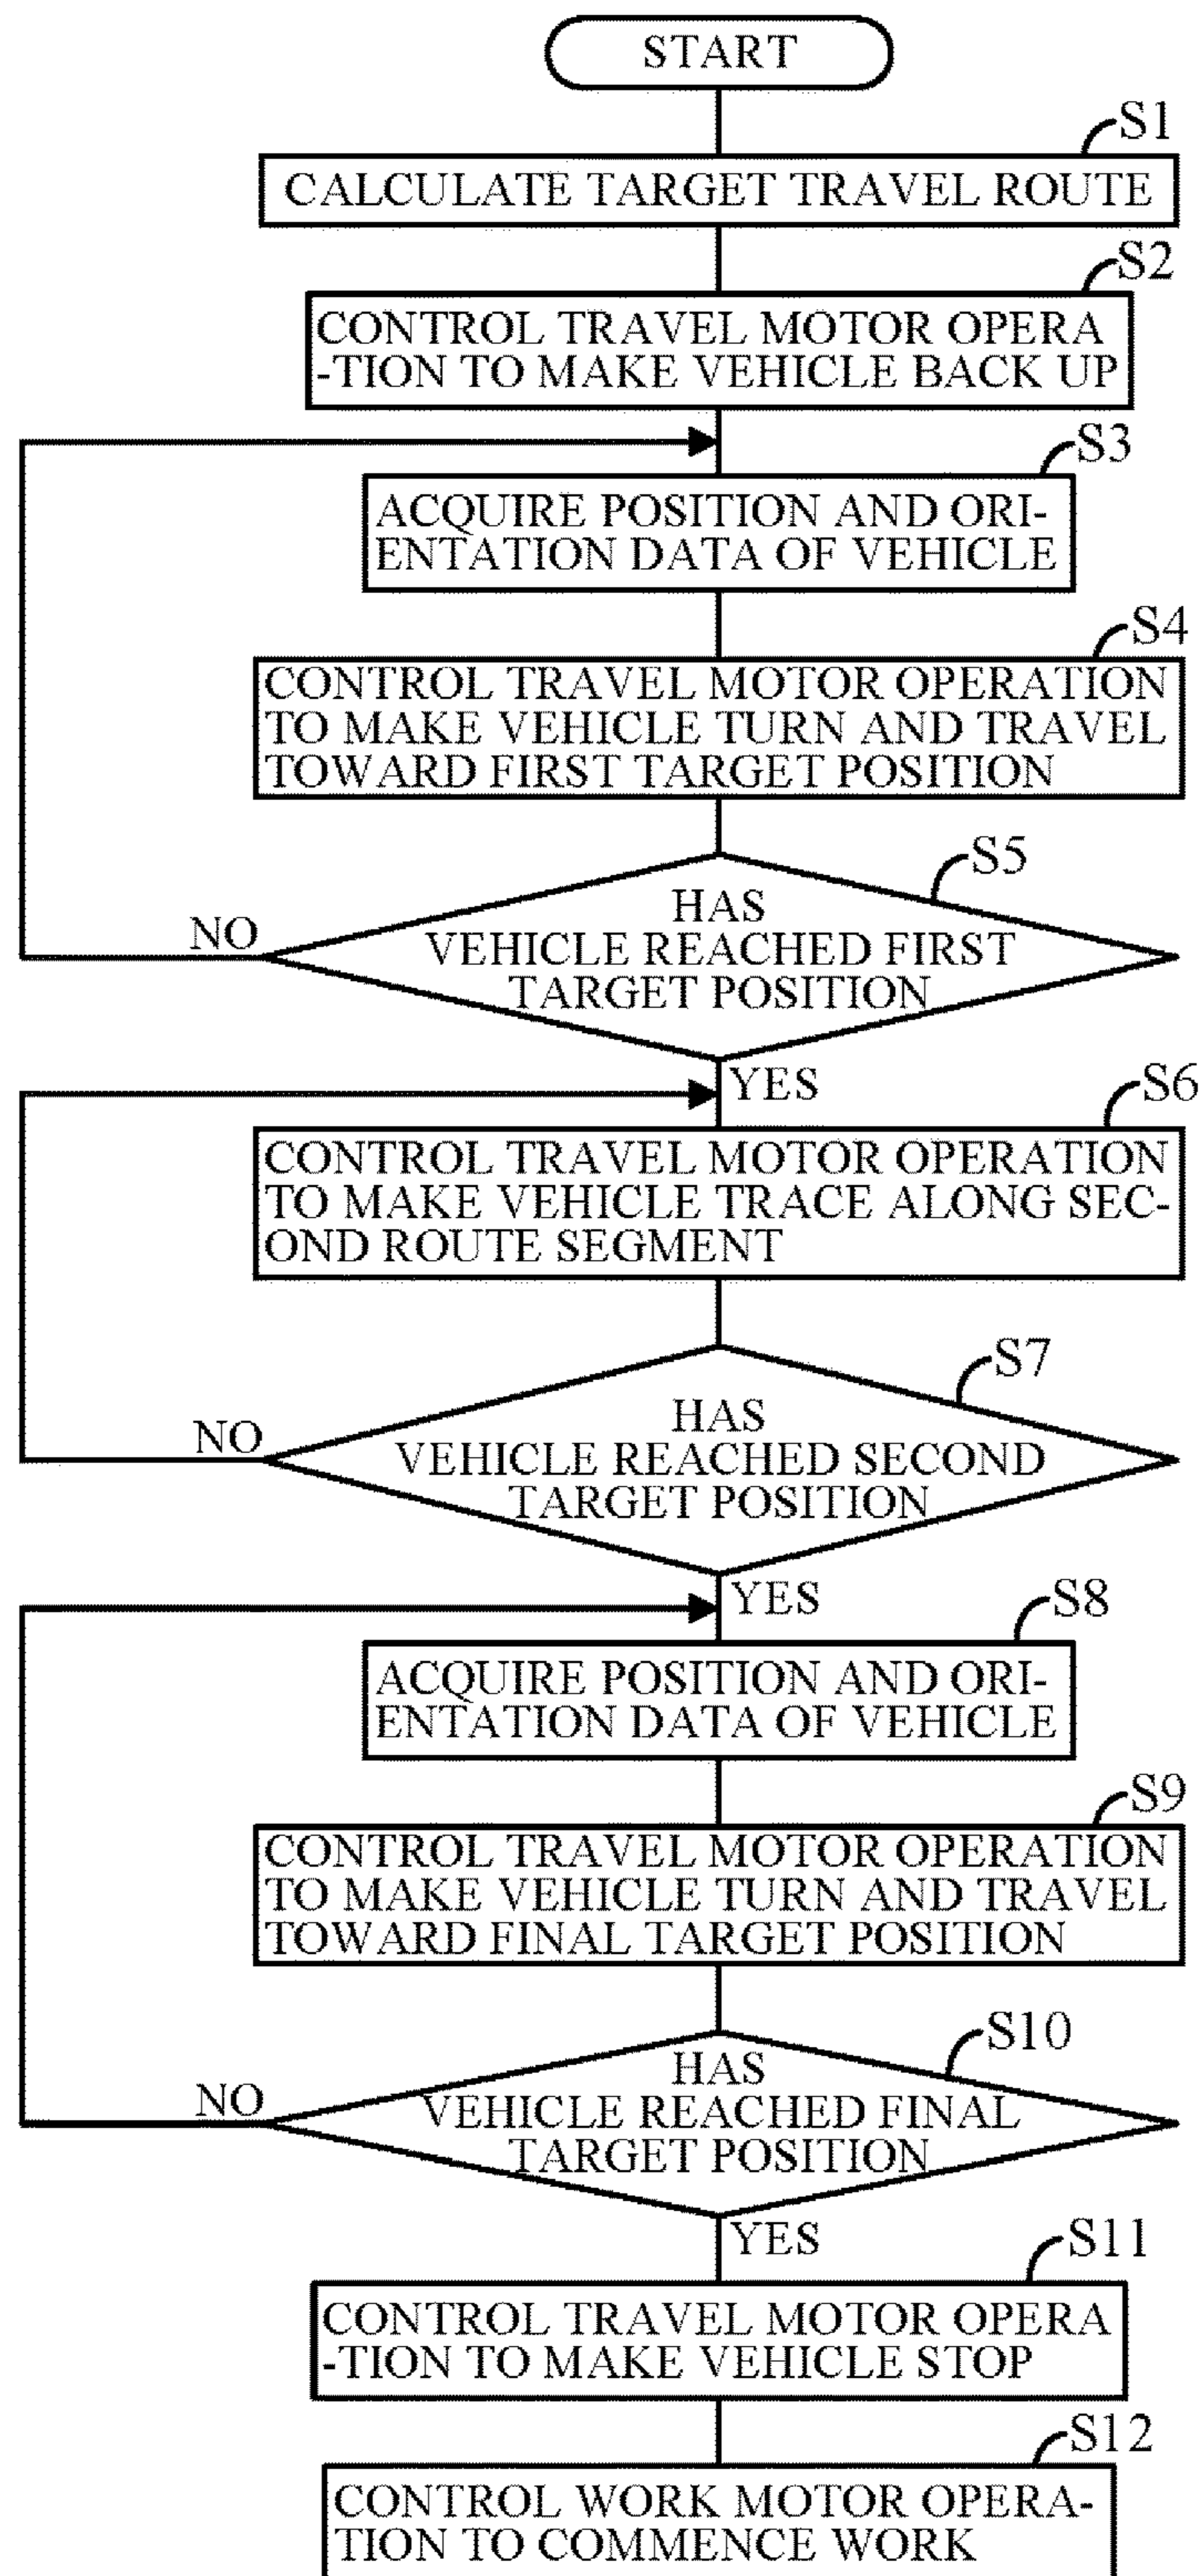 START
S1
CALCULATE TARGET TRAVEL ROUTE
S2
CONTROL TRAVEL MOTOR OPERA
-TION TO MAKE VEHICLE BACK UP
S3
ACQUIRE POSITION AND ORI-
ENTATION DATA OF VEHICLE
S4
CONTROL TRAVEL MOTOR OPERATION
TO MAKE VEHICLE TURN AND TRAVEL
TOWARD FIRST TARGET POSITION
S5
HAS
VEHICLE REACHED FIRST
TARGET POSITION
NO
YES
S6
CONTROL TRAVEL MOTOR OPERATION
TO MAKE VEHICLE TRACE ALONG SEC-
OND ROUTE SEGMENT
S7
HAS
VEHICLE REACHED SECOND
TARGET POSITION
NO
YES
S8
ACQUIRE POSITION AND ORI-
ENTATION DATA OF VEHICLE
S9
CONTROL TRAVEL MOTOR OPERATION
TO MAKE VEHICLE TURN AND TRAVEL
TOWARD FINAL TARGET POSITION
S10
HAS
VEHICLE REACHED FINAL
TARGET POSITION
NO
YES
S11
CONTROL TRAVEL MOTOR OPERA
-TION TO MAKE VEHICLE STOP
S12
CONTROL WORK MOTOR OPERA-
TION TO COMMENCE WORK